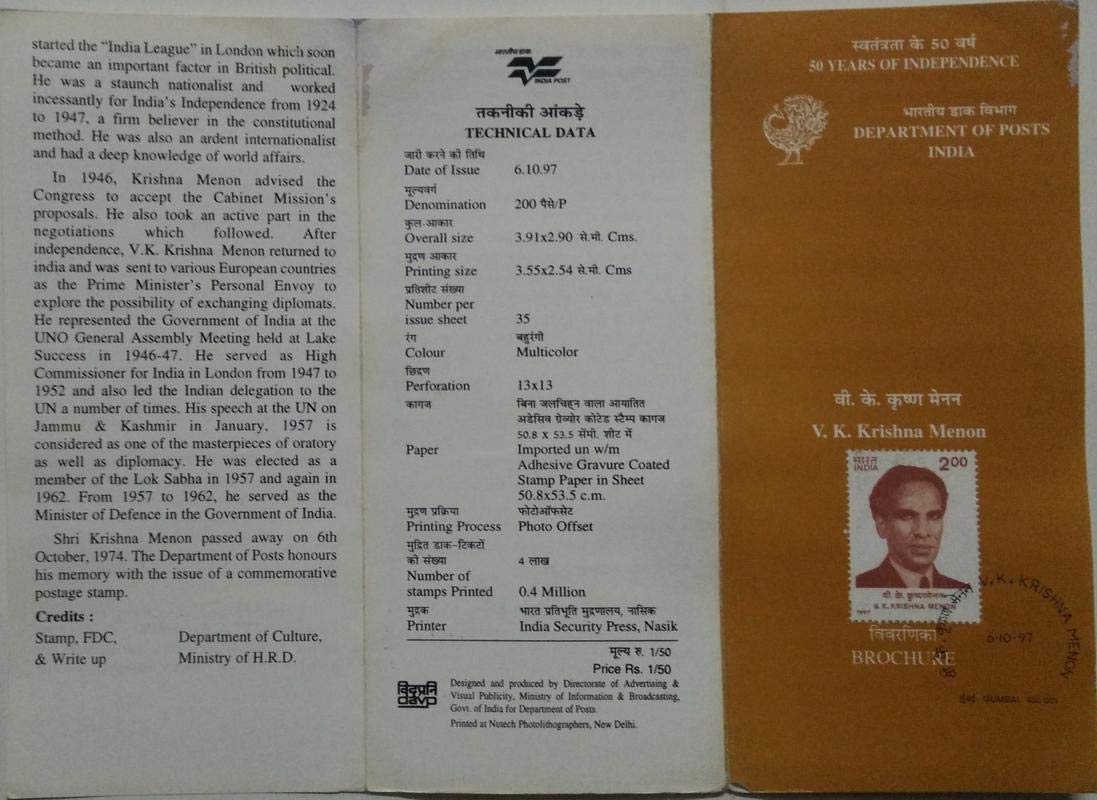 started the “India League” in London which soon
became an important factor in British political.
He was a staunch nationalist and worked
incessantly for India’s Independence from 1924
to 1947, a firm believer in the constitutional
method. He was also an ardent internationalist
and had a deep knowledge of world affairs.
In 1946, Krishna Menon advised the
Congress to accept the Cabinet Mission’s
proposals. He also took an active part in the
negotiations which followed. After
independence, V.K. Krishna Menon returned to
india and was sent to various European countries
as the Prime Minister’s Personal Envoy to
explore the possibility of exchanging diplomats.
He represented the Government of India at the
UNO General Assembly Meeting held at Lake
Success in 1946-47. He served as High
Commissioner for India in London from 1947 to
1952 and also led the Indian delegation to the
UN a number of times. His speech at the UN on
Jammu & Kashmir in January, 1957 is
considered as one of the masterpieces of oratory
as well as diplomacy. He was elected as a
member of the Lok Sabha in 1957 and again in
1962. From 1957 to 1962, he served as the
Minister of Defence in the Government of India.
Shri Krishna Menon passed away on 6th
October, 1974. The Department of Posts honours
his memory with the issue of a commemorative
postage stamp.
Credits :
Stamp, FDC, Department of Culture,
& Write up Ministry of H.R.D.
भारतीय डाक
INDIA POST
तकनीकी आंकड़े
TECHNICAL DATA
जारी करने की तिथि
Date of Issue 6.10.97
मूल्यवर्ग
Denomination 200 पैसे/P
कुल-आकार
Overall size 3.91x2.90 से.मी. Cms.
मुद्रण आकार
Printing size 3.55x2.54 से.मी. Cms
प्रतिशीट संख्या
Number per
issue sheet 35
रंग बहुरंगी
Colour Multicolor
छिद्रण
Perforation 13x13
कागज बिना जलचिह्न वाला आयातित
अडेसिव ग्रेव्योर कोटेड स्टैम्प कागज
50.8 X 53.5 सेंमी. शीट में
Paper Imported un w/m
Adhesive Gravure Coated
Stamp Paper in Sheet
50.8x53.5 c.m.
मुद्रण प्रक्रिया फोटोऑफसेट
Printing Process Photo Offset
मुद्रित डाक-टिकटों
की संख्या 4 लाख
Number of
stamps Printed 0.4 Million
मुद्रक भारत प्रतिभूति मुद्रणालय, नासिक
Printer India Security Press, Nasik
मूल्य रु. 1/50
Price Rs. 1/50
विदृप्रनि
davp
Designed and produced by Directorate of Advertising &
Visual Publicity, Ministry of Information & Broadcasting,
Govt. of India for Department of Posts.
Printed at Nutech Photolithographers, New Delhi.
स्वतंत्रता के 50 वर्ष
50 YEARS OF INDEPENDENCE
भारतीय डाक विभाग
DEPARTMENT OF POSTS
INDIA
वी. के. कृष्ण मेनन
V. K. Krishna Menon
भारत 200
INDIA
वी. के. कृष्णमेनन
1997 V. K. KRISHNA MENON
वी. के. कृष्ण मेनन V. K. KRISHNA MENON
6-10-97
विवरणिका
BROCHURE
MUMBAI